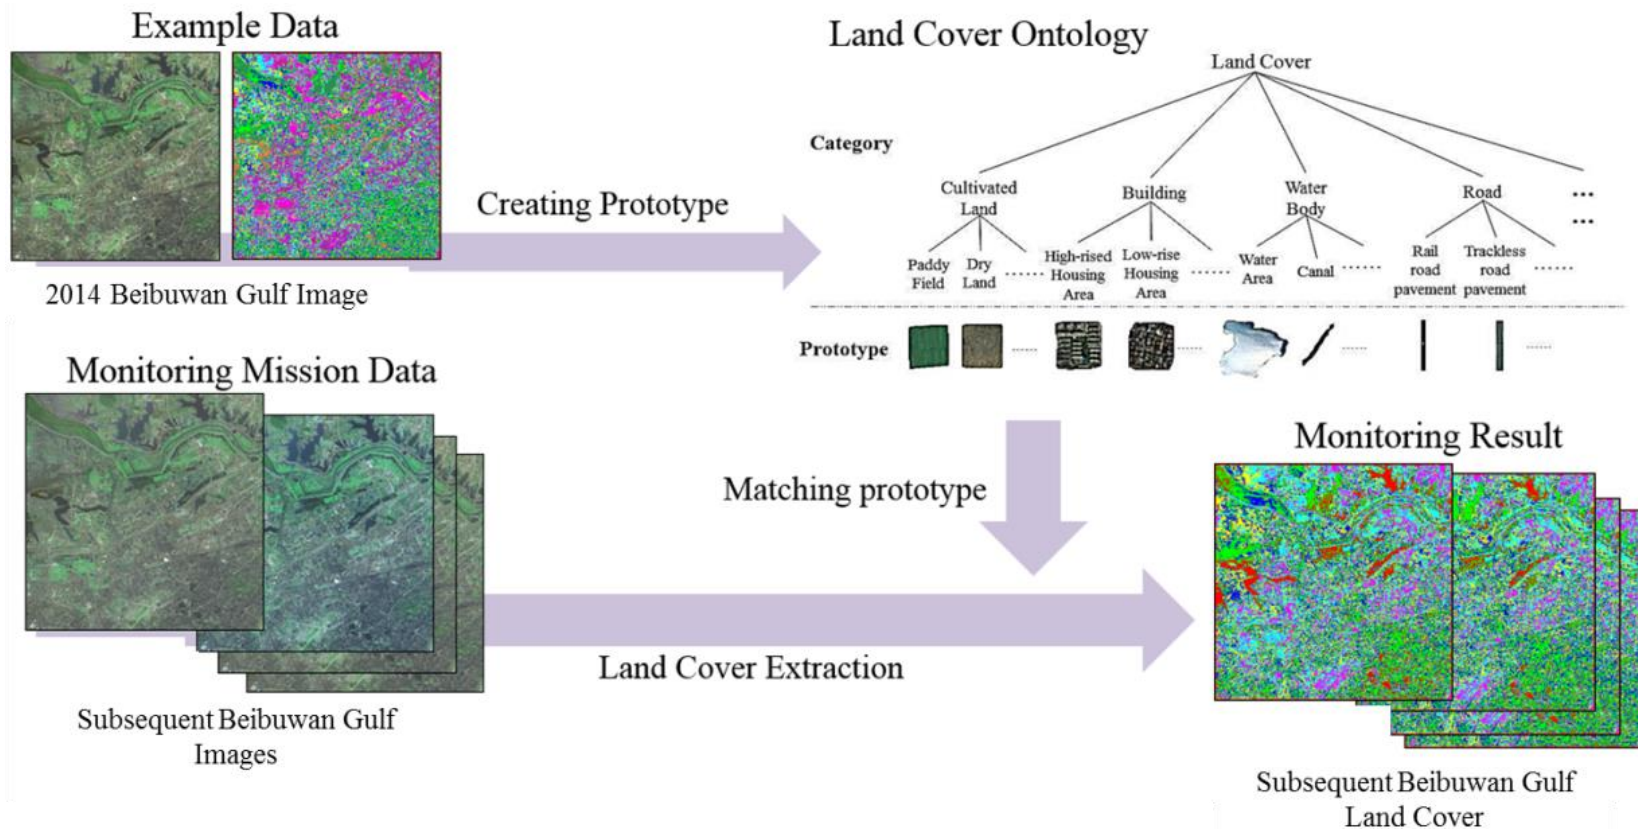 Example Data
2014 Beibuwan Gulf Image
Creating Prototype
Land Cover Ontology
Land Cover
Category
Cultivated
Land
Building
Water
Body
Road
...
...
Paddy
Field
Dry
Land
......
High-rised
Housing
Area
Low-rise
Housing
Area
......
Water
Area
Canal
......
Rail
road
pavement
Trackless
road
pavement
......
Prototype
......
......
......
......
Monitoring Mission Data
Subsequent Beibuwan Gulf
Images
Matching prototype
Land Cover Extraction
Monitoring Result
Subsequent Beibuwan Gulf
Land Cover